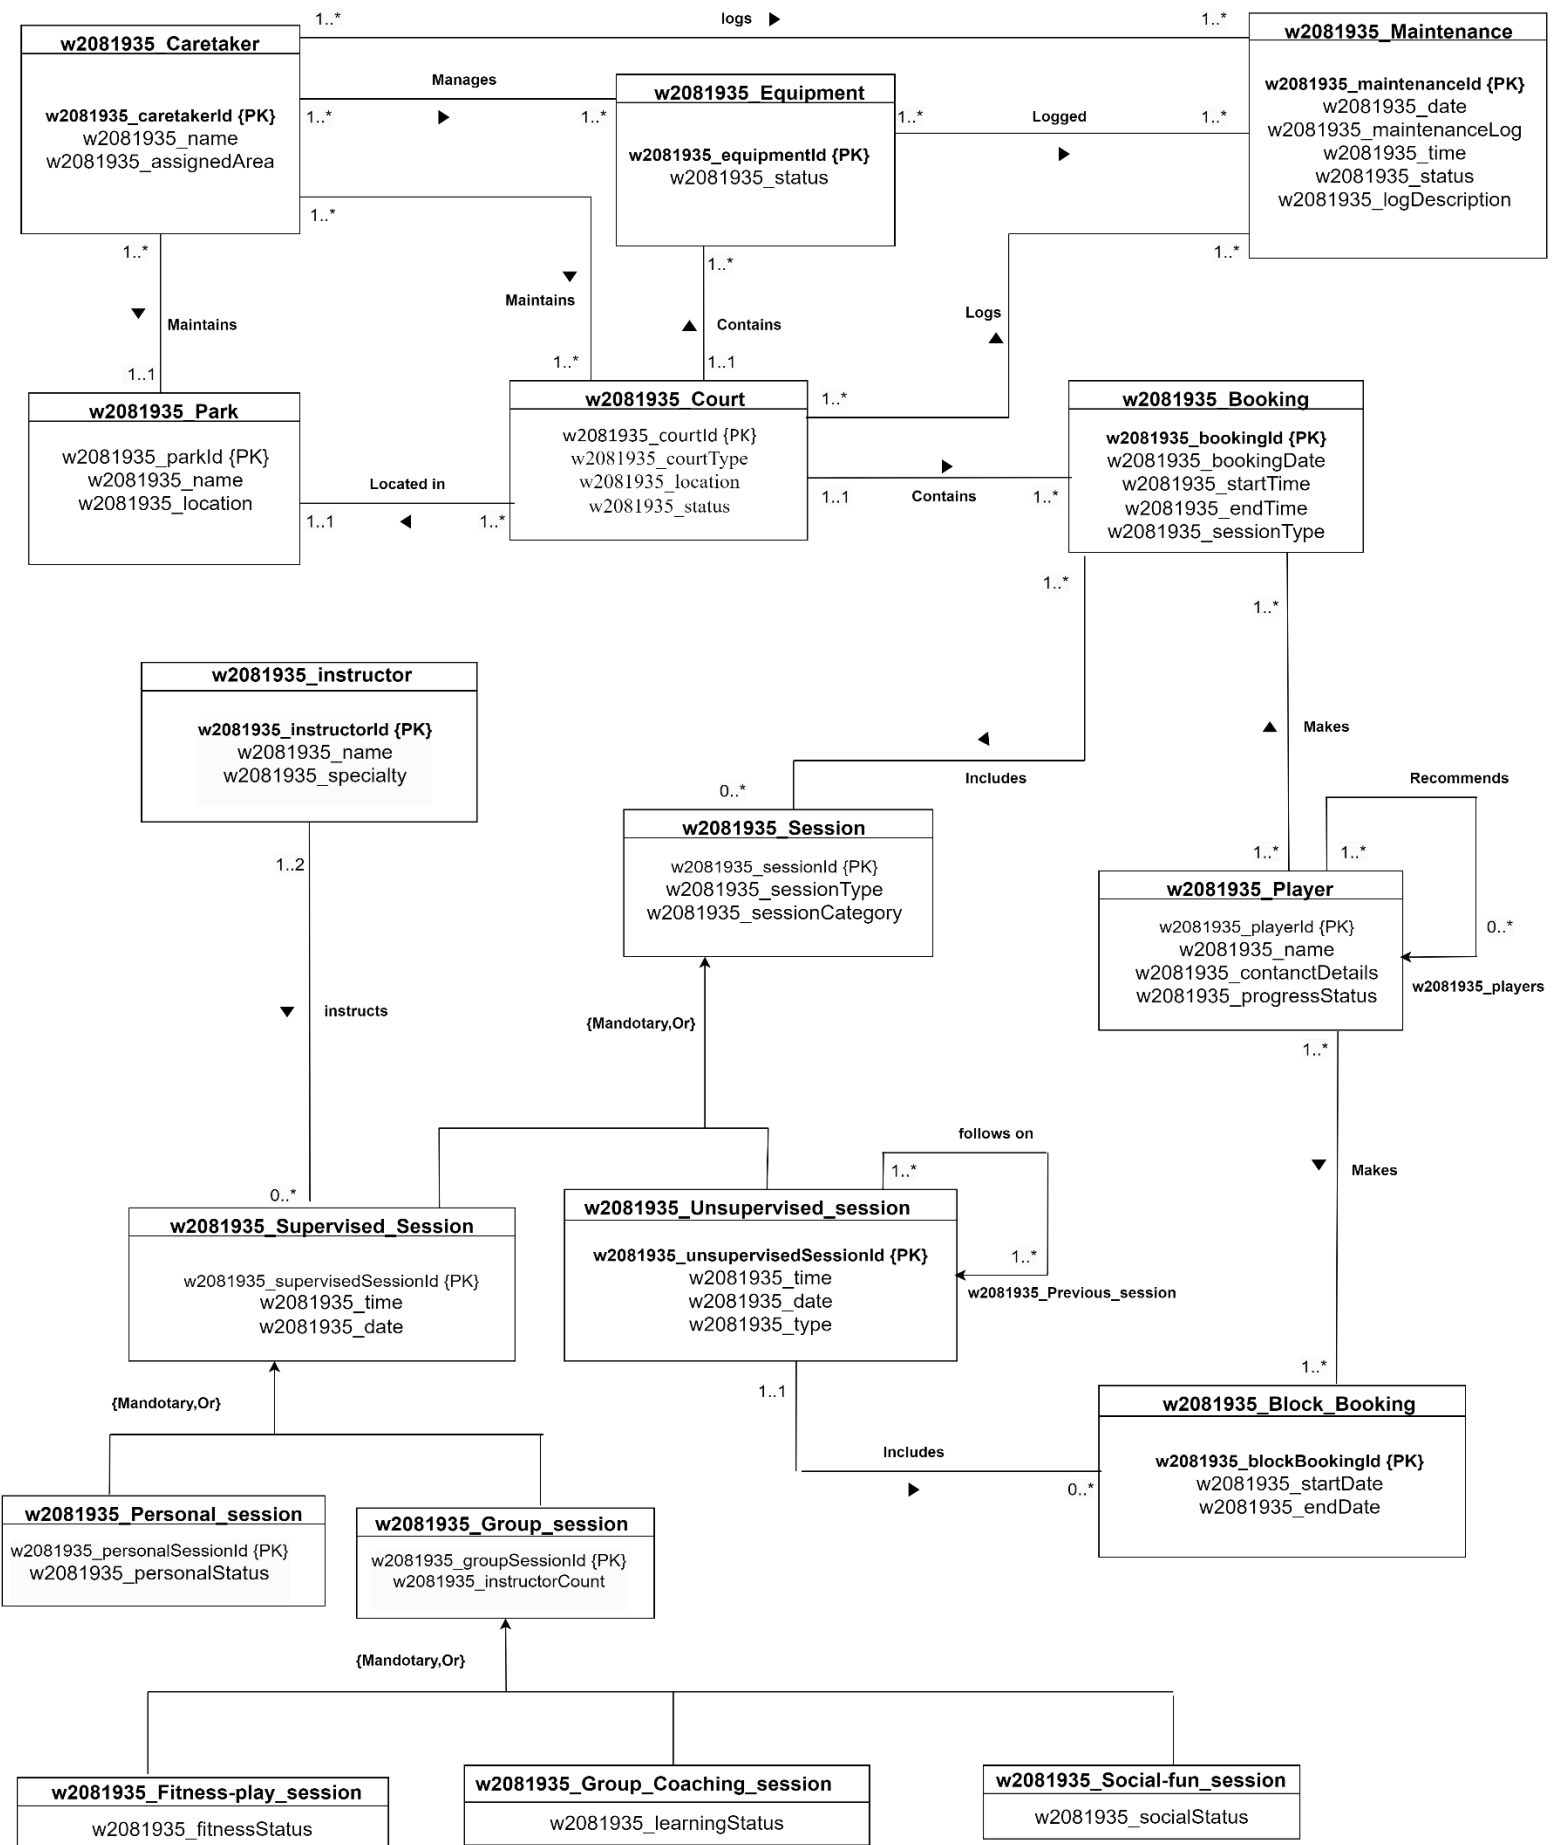 1..*
logs
1..*
w2081935_Caretaker
w2081935_caretakerId {PK}
w2081935_name
w2081935_assignedArea
Manages
1..*
1..*
w2081935_Equipment
w2081935_equipmentId {PK}
w2081935_status
1..*
Logged
1..*
w2081935_Maintenance
w2081935_maintenanceId {PK}
w2081935_date
w2081935_maintenanceLog
w2081935_time
w2081935_status
w2081935_logDescription
1..*
1..*
Maintains
1..1
1..*
Maintains
1..*
1..*
Contains
1..1
1..*
Logs
1..*
w2081935_Park
w2081935_parkId {PK}
w2081935_name
w2081935_location
Located in
1..1
1..*
w2081935_Court
w2081935_courtId {PK}
w2081935_courtType
w2081935_location
w2081935_status
1..1
Contains
1..*
w2081935_Booking
w2081935_bookingId {PK}
w2081935_bookingDate
w2081935_startTime
w2081935_endTime
w2081935_sessionType
1..*
1..*
w2081935_instructor
w2081935_instructorId {PK}
w2081935_name
w2081935_specialty
Makes
Includes
0..*
Recommends
1..2
w2081935_Session
w2081935_sessionId {PK}
w2081935_sessionType
w2081935_sessionCategory
1..*
1..*
w2081935_Player
w2081935_playerId {PK}
w2081935_name
w2081935_contanctDetails
w2081935_progressStatus
0..*
w2081935_players
instructs
{Mandotary,Or}
1..*
follows on
1..*
Makes
0..*
w2081935_Supervised_Session
w2081935_supervisedSessionId {PK}
w2081935_time
w2081935_date
w2081935_Unsupervised_session
w2081935_unsupervisedSessionId {PK}
w2081935_time
w2081935_date
w2081935_type
1..*
w2081935_Previous_session
1..*
1..1
{Mandotary,Or}
Includes
0..*
w2081935_Block_Booking
w2081935_blockBookingId {PK}
w2081935_startDate
w2081935_endDate
w2081935_Personal_session
w2081935_personalSessionId {PK}
w2081935_personalStatus
w2081935_Group_session
w2081935_groupSessionId {PK}
w2081935_instructorCount
{Mandotary,Or}
w2081935_Fitness-play_session
w2081935_fitnessStatus
w2081935_Group_Coaching_session
w2081935_learningStatus
w2081935_Social-fun_session
w2081935_socialStatus